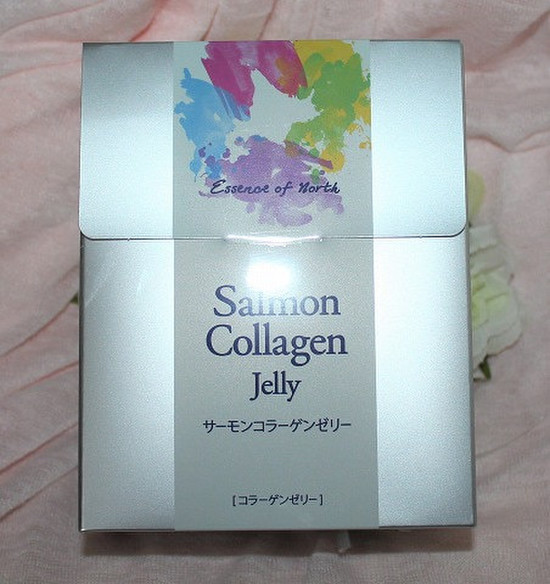 Essence of North
Salmon
Collagen
Jelly
サーモンコラーゲンゼリー
[コラーゲンゼリー]